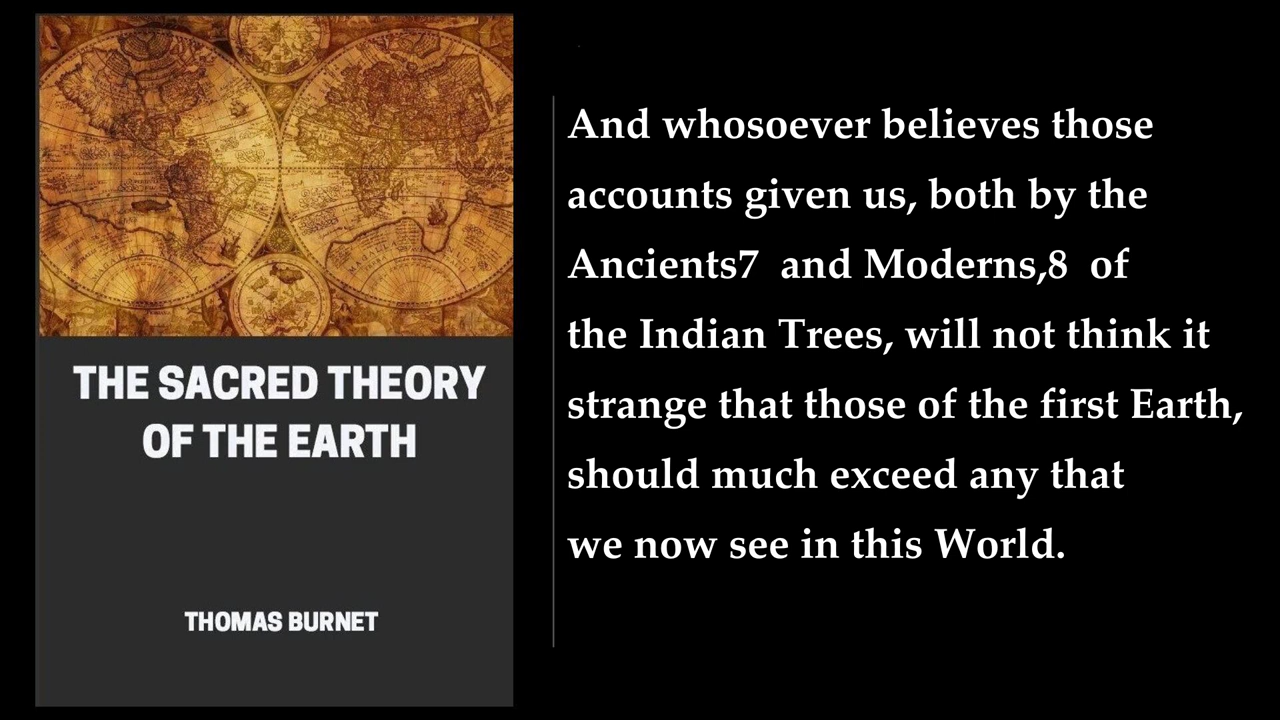 THE SACRED THEORY
OF THE EARTH
THOMAS BURNET
And whosoever believes those
accounts given us, both by the
Ancients7  and Moderns,8  of
the Indian Trees, will not think it
strange that those of the first Earth,
should much exceed any that
we now see in this World.